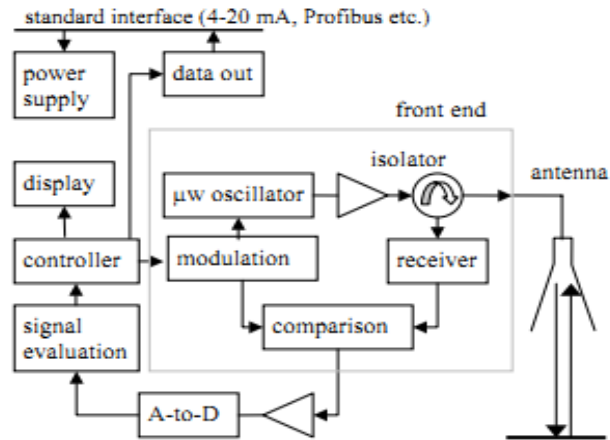 standard interface (4-20 mA, Profibus etc.)
power
supply
data out
front end
isolator
antenna
display
μw oscillator
controller
modulation
receiver
signal
evaluation
comparison
A-to-D